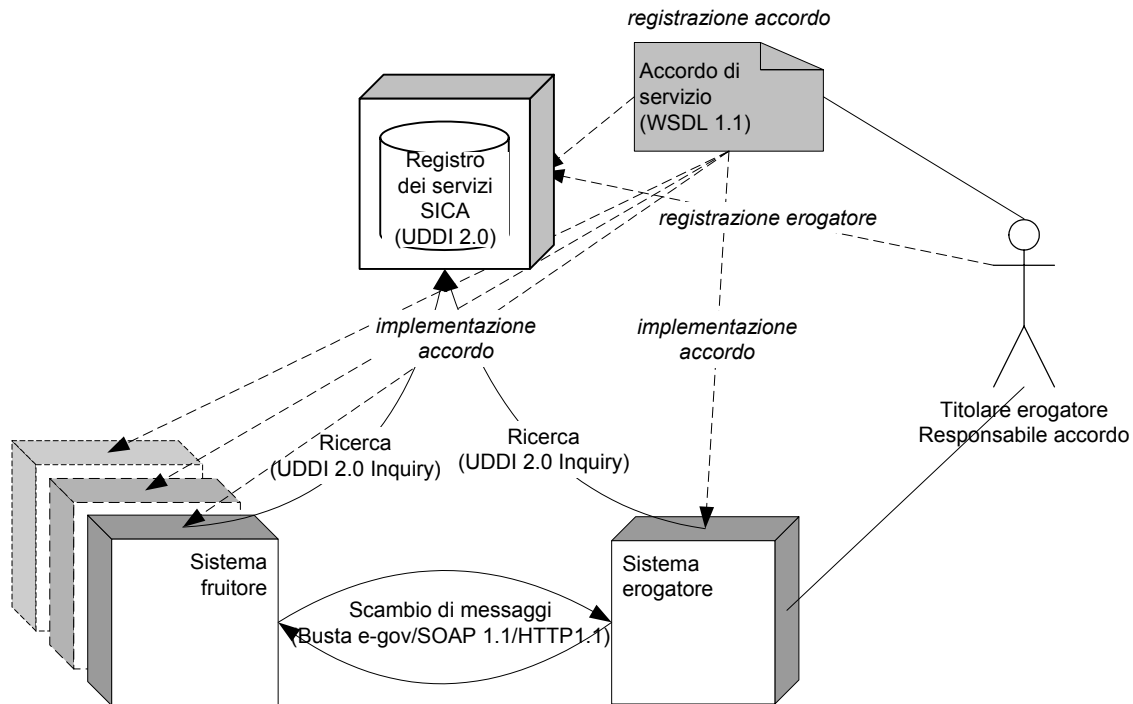 registrazione accordo
Accordo di
servizio
(WSDL 1.1)
Registro
dei servizi
SICA
(UDDI 2.0)
registrazione erogatore
implementazione
accordo
implementazione
accordo
Titolare erogatore
Responsabile accordo
Ricerca
(UDDI 2.0 Inquiry)
Ricerca
(UDDI 2.0 Inquiry)
Sistema
fruitore
Sistema
erogatore
Scambio di messaggi
(Busta e-gov/SOAP 1.1/HTTP1.1)